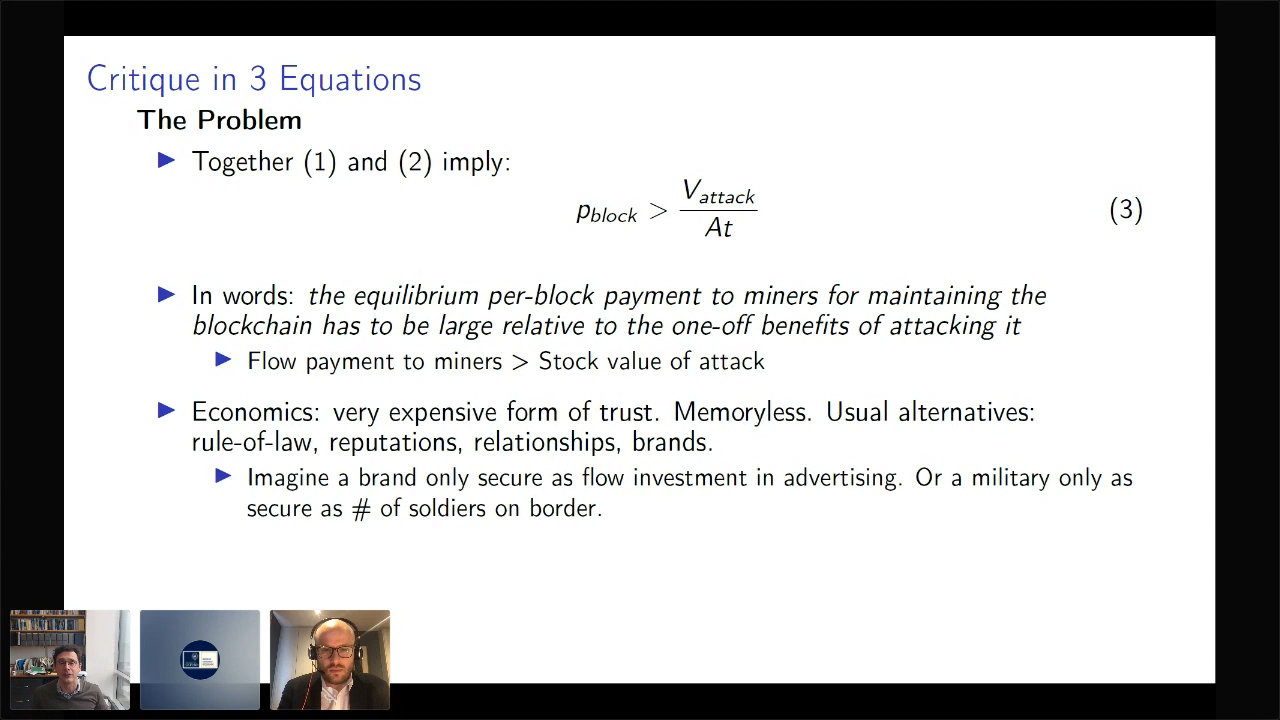 Critique in 3 Equations
The Problem
Together (1) and (2) imply:
p_block > V_attack / At (3)
In words: the equilibrium per-block payment to miners for maintaining the
blockchain has to be large relative to the one-off benefits of attacking it
Flow payment to miners > Stock value of attack
Economics: very expensive form of trust. Memoryless. Usual alternatives:
rule-of-law, reputations, relationships, brands.
Imagine a brand only secure as flow investment in advertising. Or a military only as
secure as # of soldiers on border.